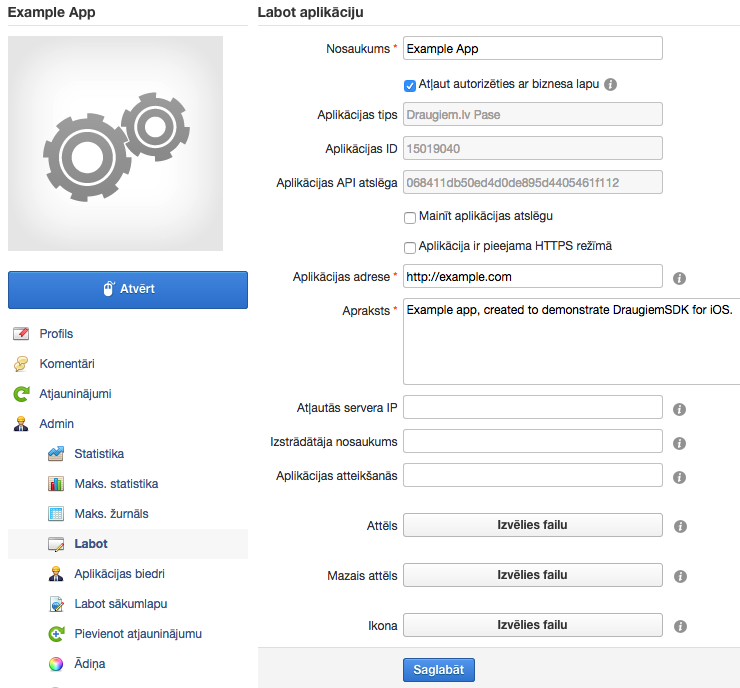 Example App
Atvērt
Profils
Komentāri
Atjauninājumi
Admin
Statistika
Maks. statistika
Maks. žurnāls
Labot
Aplikācijas biedri
Labot sākumlapu
Pievienot atjauninājumu
Ādiņa
Labot aplikāciju
Nosaukums * Example App
Atļaut autorizēties ar biznesa lapu
Aplikācijas tips Draugiem.lv Pase
Aplikācijas ID 15019040
Aplikācijas API atslēga 068411db50ed4d0de895d4405461f112
Mainīt aplikācijas atslēgu
Aplikācija ir pieejama HTTPS režīmā
Aplikācijas adrese * http://example.com
Apraksts * Example app, created to demonstrate DraugiemSDK for iOS.
Atļautās servera IP
Izstrādātāja nosaukums
Aplikācijas atteikšanās
Attēls Izvēlies failu
Mazais attēls Izvēlies failu
Ikona Izvēlies failu
Saglabāt